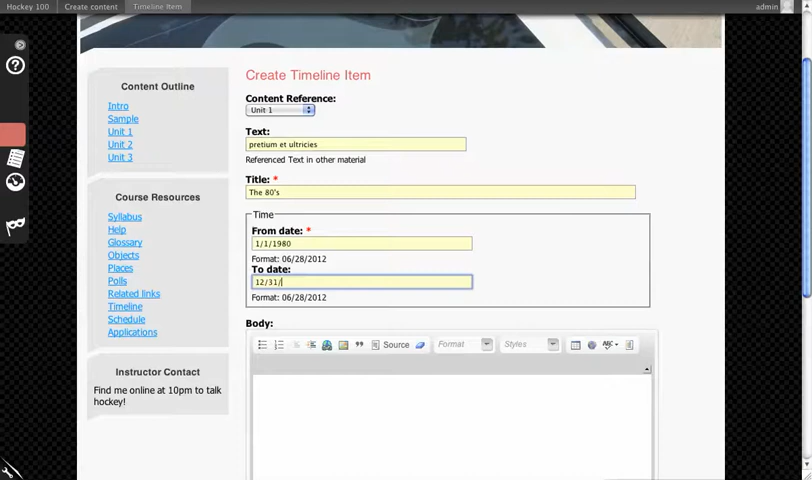 Hockey 100
Create content
Timeline Item
admin
Content Outline
Intro
Sample
Unit 1
Unit 2
Unit 3
Course Resources
Syllabus
Help
Glossary
Objects
Places
Polls
Related links
Timeline
Schedule
Applications
Instructor Contact
Find me online at 10pm to talk
hockey!
Create Timeline Item
Content Reference:
Unit 1
Text:
pretium et ultricies
Referenced Text in other material
Title: *
The 80's
Time
From date: *
1/1/1980
Format: 06/28/2012
To date:
12/31/
Format: 06/28/2012
Body:
Source
Format
Styles
ABC